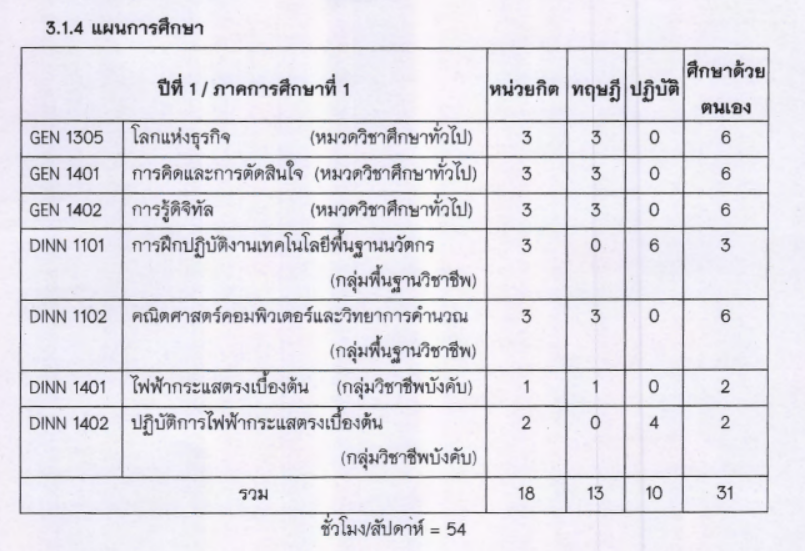 3.1.4 แผนการศึกษา
ปีที่ 1 / ภาคการศึกษาที่ 1 หน่วยกิต ทฤษฎี ปฏิบัติ ศึกษาด้วย
ตนเอง
GEN 1305 โลกแห่งธุรกิจ (หมวดวิชาศึกษาทั่วไป) 3 3 0 6
GEN 1401 การคิดและการตัดสินใจ (หมวดวิชาศึกษาทั่วไป) 3 3 0 6
GEN 1402 การรู้ดิจิทัล (หมวดวิชาศึกษาทั่วไป) 3 3 0 6
DINN 1101 การฝึกปฏิบัติงานเทคโนโลยีพื้นฐานนวัตกร 3 0 6 3
(กลุ่มพื้นฐานวิชาชีพ)
DINN 1102 คณิตศาสตร์คอมพิวเตอร์และวิทยาการคำนวณ 3 3 0 6
(กลุ่มพื้นฐานวิชาชีพ)
DINN 1401 ไฟฟ้ากระแสตรงเบื้องต้น (กลุ่มวิชาชีพบังคับ) 1 1 0 2
DINN 1402 ปฏิบัติการไฟฟ้ากระแสตรงเบื้องต้น 2 0 4 2
(กลุ่มวิชาชีพบังคับ)
รวม 18 13 10 31
ชั่วโมง/สัปดาห์ = 54